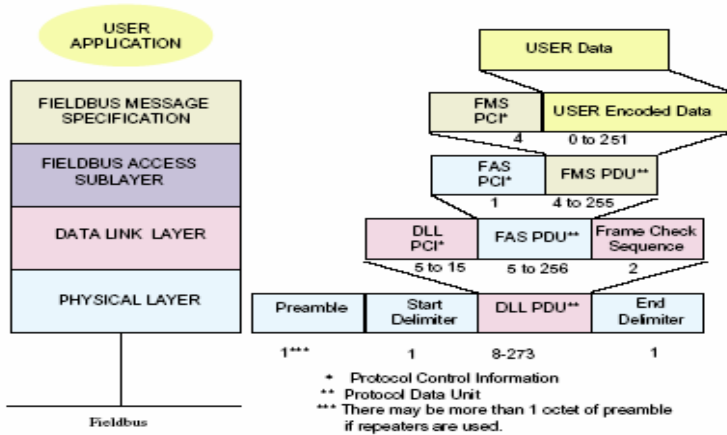 USER
APPLICATION
FIELDBUS MESSAGE
SPECIFICATION
FIELDBUS ACCESS
SUBLAYER
DATA LINK LAYER
PHYSICAL LAYER
Fieldbus
USER Data
FMS
PCI*
USER Encoded Data
4
0 to 251
FAS
PCI*
FMS PDU**
1
4 to 255
DLL
PCI*
FAS PDU**
Frame Check
Sequence
5 to 15
5 to 256
2
Preamble
Start
Delimiter
DLL PDU**
End
Delimiter
1***
1
8-273
1
* Protocol Control Information
** Protocol Data Unit
*** There may be more than 1 octet of preamble
if repeaters are used.